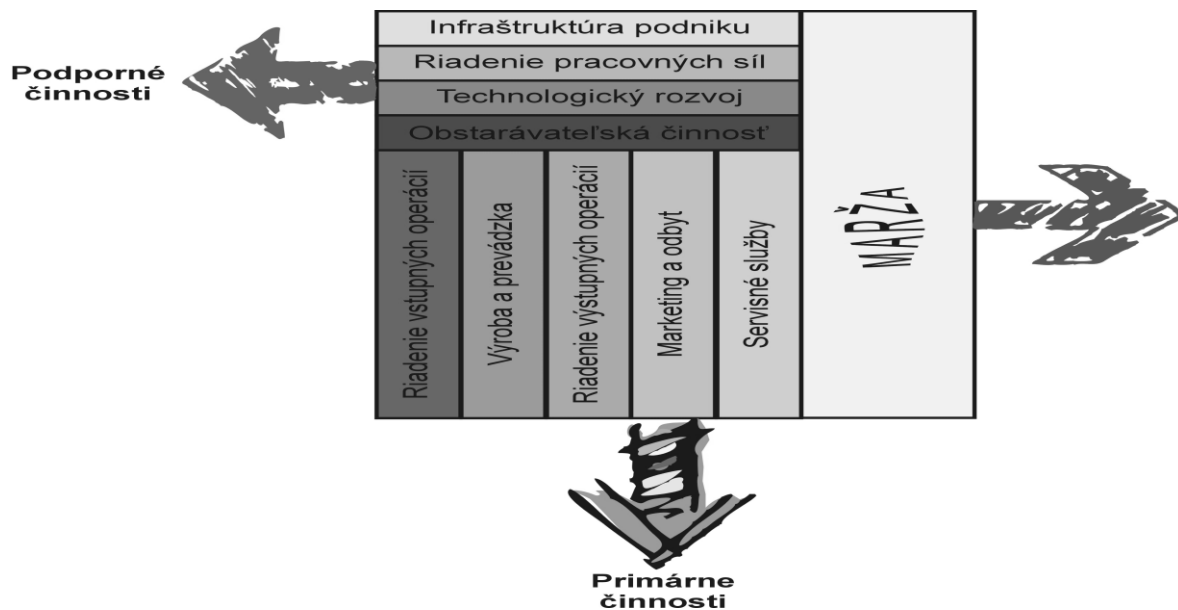 Infraštruktúra podniku
Riadenie pracovných síl
Technologický rozvoj
Obstarávateľská činnosť
Podporné
činnosti
Riadenie vstupných operácií
Výroba a prevádzka
Riadenie výstupných operácií
Marketing a odbyt
Servisné služby
MARŽA
Primárne
činnosti